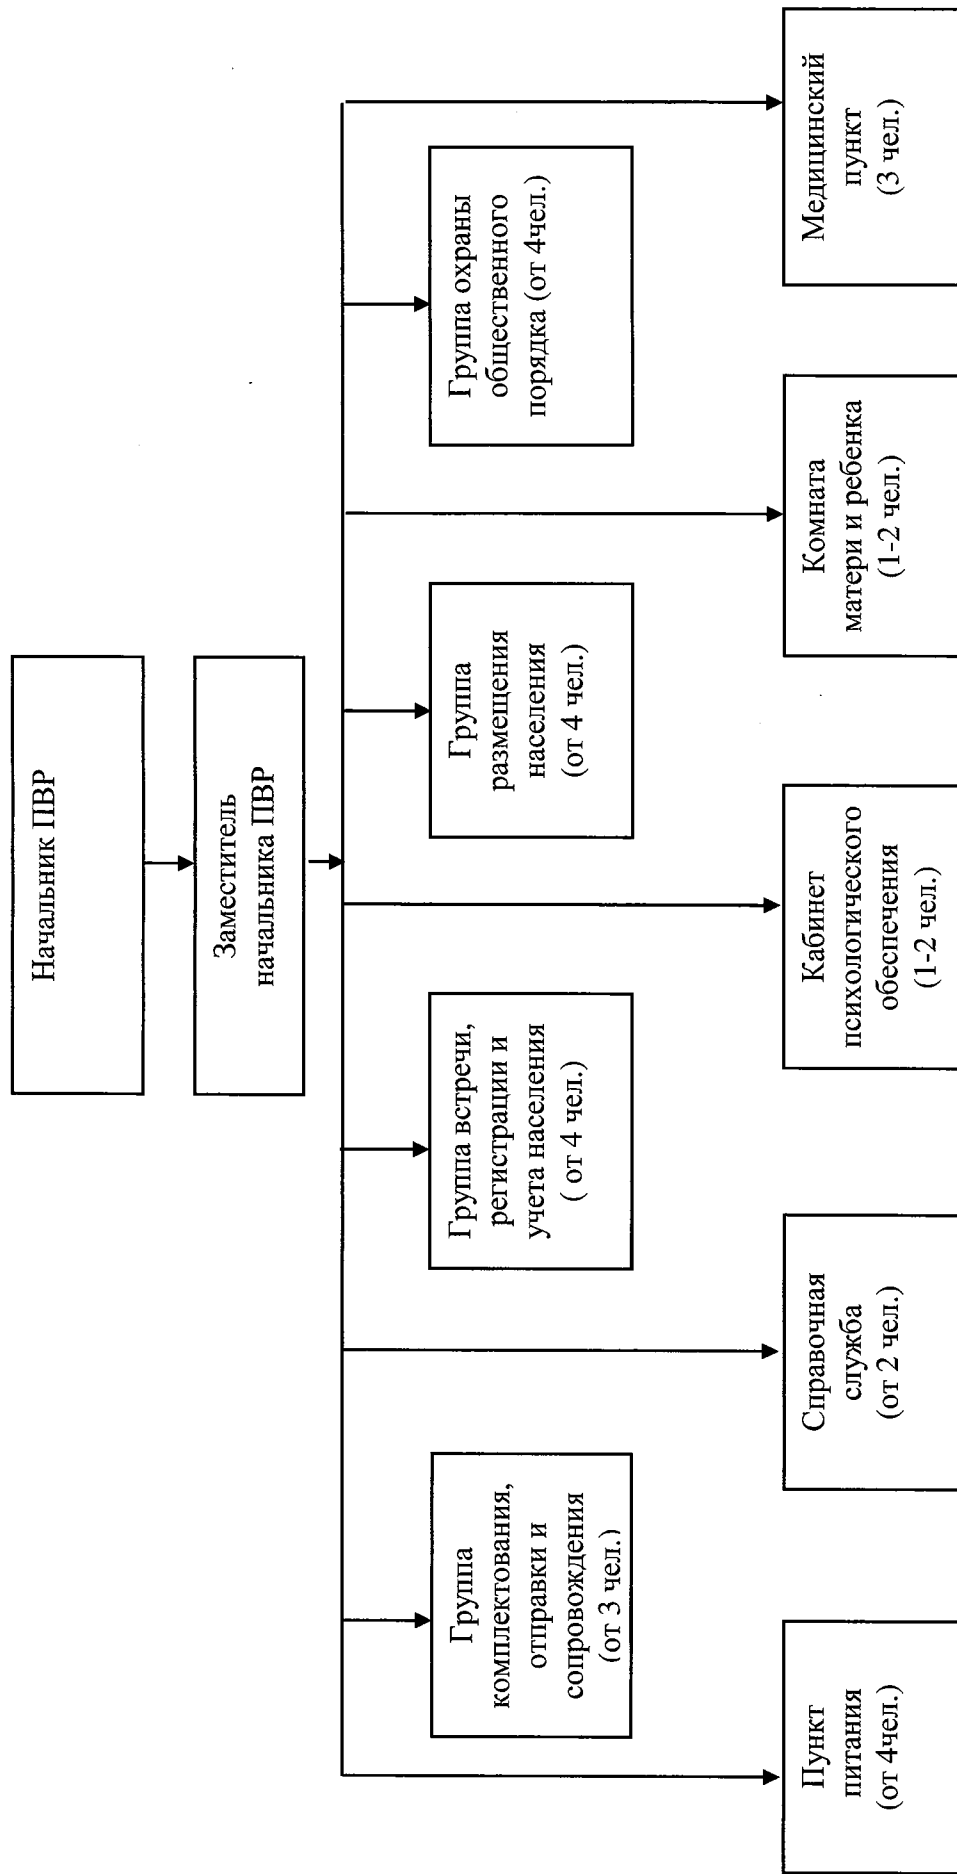 Начальник ПВР
Заместитель
начальника ПВР
Группа
комплектования,
отправки и
сопровождения
(от 3 чел.)
Группа встречи,
регистрации и
учета населения
( от 4 чел.)
Группа
размещения
населения
(от 4 чел.)
Группа охраны
общественного
порядка (от 4чел.)
Пункт
питания
(от 4чел.)
Справочная
служба
(от 2 чел.)
Кабинет
психологического
обеспечения
(1-2 чел.)
Комната
матери и ребенка
(1-2 чел.)
Медицинский
пункт
(3 чел.)